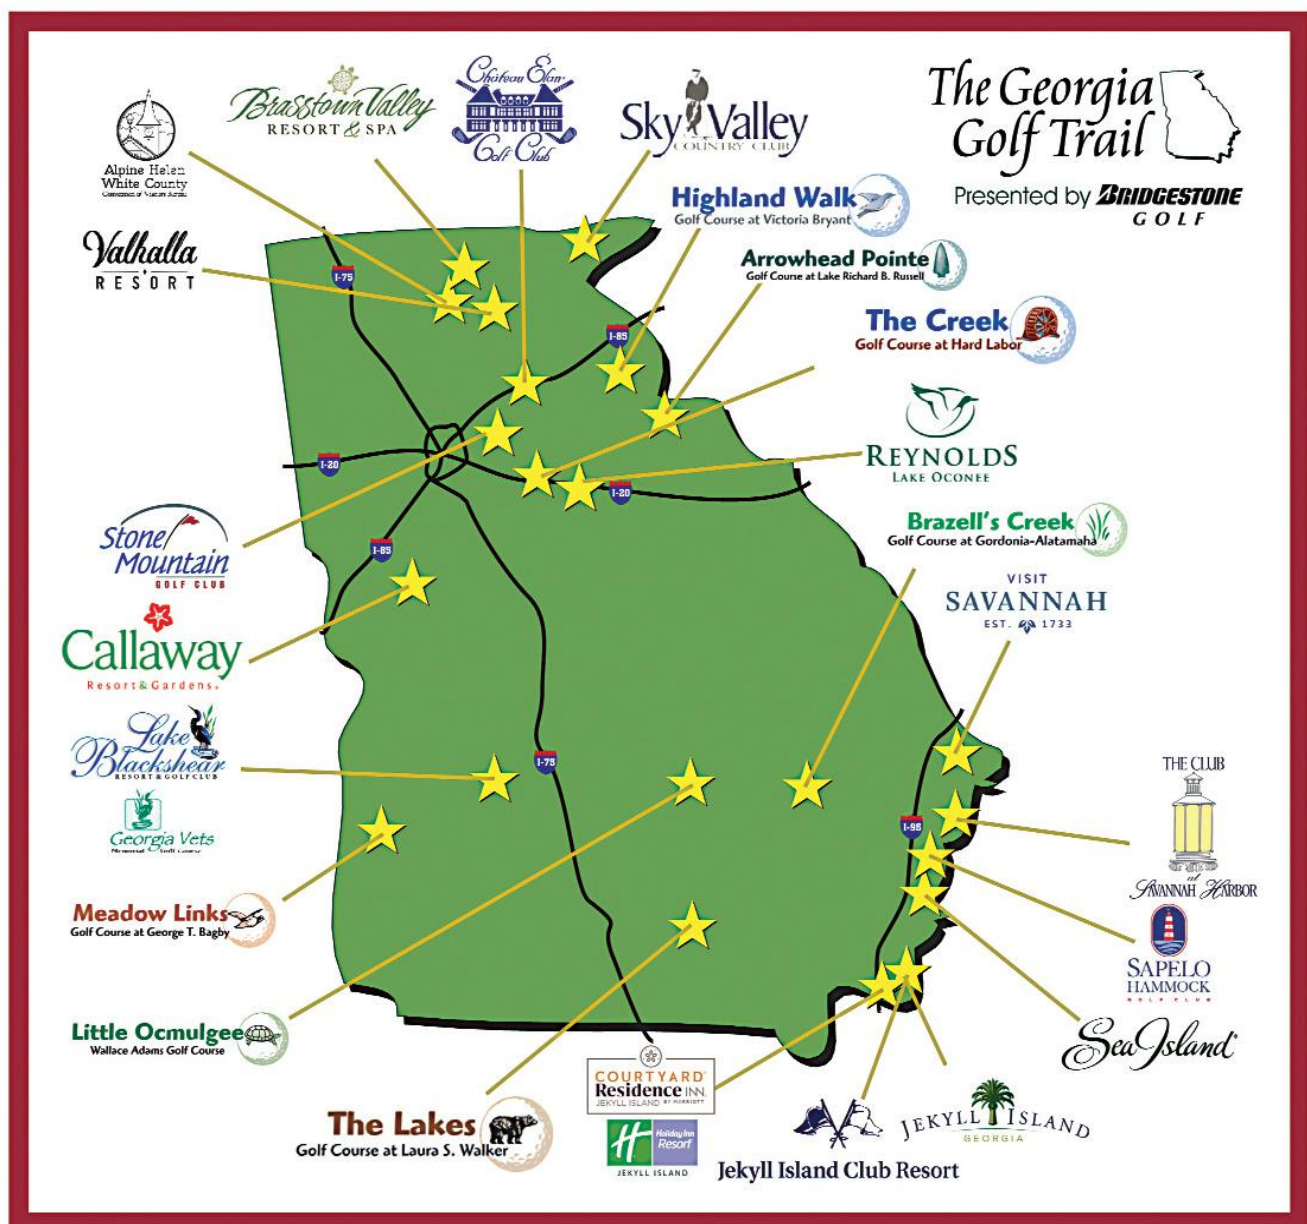 The Georgia
Golf Trail
Presented by BRIDGESTONE
GOLF
Alpine Helen
White County
Brasstown Valley
RESORT & SPA
Château Élan
Golf Club
Sky Valley
COUNTRY CLUB
Highland Walk
Golf Course at Victoria Bryant
Valhalla
RESORT
Arrowhead Pointe
Golf Course at Lake Richard B. Russell
The Creek
Golf Course at Hard Labor
REYNOLDS
LAKE OCONEE
I-75
I-85
I-20
I-20
I-85
I-75
I-95
Stone
Mountain
GOLF CLUB
Brazell's Creek
Golf Course at Gordonia-Alatamaha
VISIT
SAVANNAH
EST. 1733
Callaway
Resort & Gardens
Lake
Blackshear
RESORT & GOLF CLUB
Georgia Vets
Memorial Golf Course
THE CLUB
at
SAVANNAH HARBOR
Meadow Links
Golf Course at George T. Bagby
SAPELO
HAMMOCK
GOLF CLUB
Little Ocmulgee
Wallace Adams Golf Course
Sea Island®
The Lakes
Golf Course at Laura S. Walker
COURTYARD®
Residence INN.
JEKYLL ISLAND BY MARRIOTT
H Holiday Inn
Resort
JEKYLL ISLAND
Jekyll Island Club Resort
JEKYLL ISLAND
GEORGIA